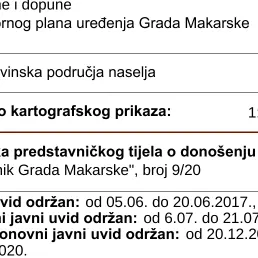 ne i dopune
ornog plana uređenja Grada Makarske
vinska područja naselja
o kartografskog prikaza:
a predstavničkog tijela o donošenju
nik Grada Makarske", broj 9/20
vid održan: od 05.06. do 20.06.2017.,
ni javni uvid održan: od 6.07. do 21.07
onovni javni uvid održan: od 20.12.20
020.